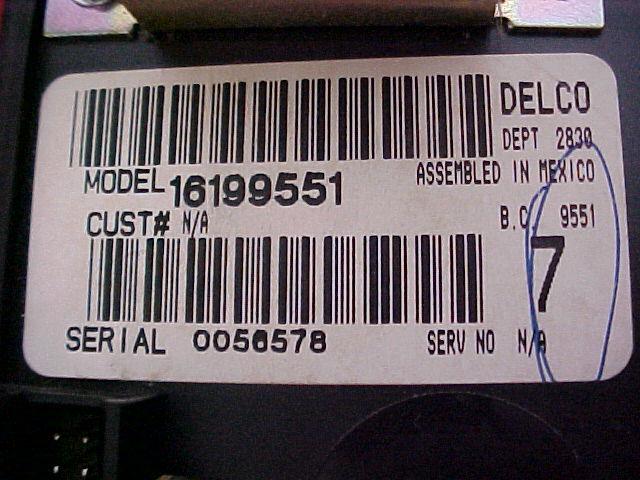 DELCO
DEPT 2830
ASSEMBLED IN MEXICO
MODEL 16199551
CUST# N/A
B.C. 9551
7
SERIAL 0056578
SERV NO N/A